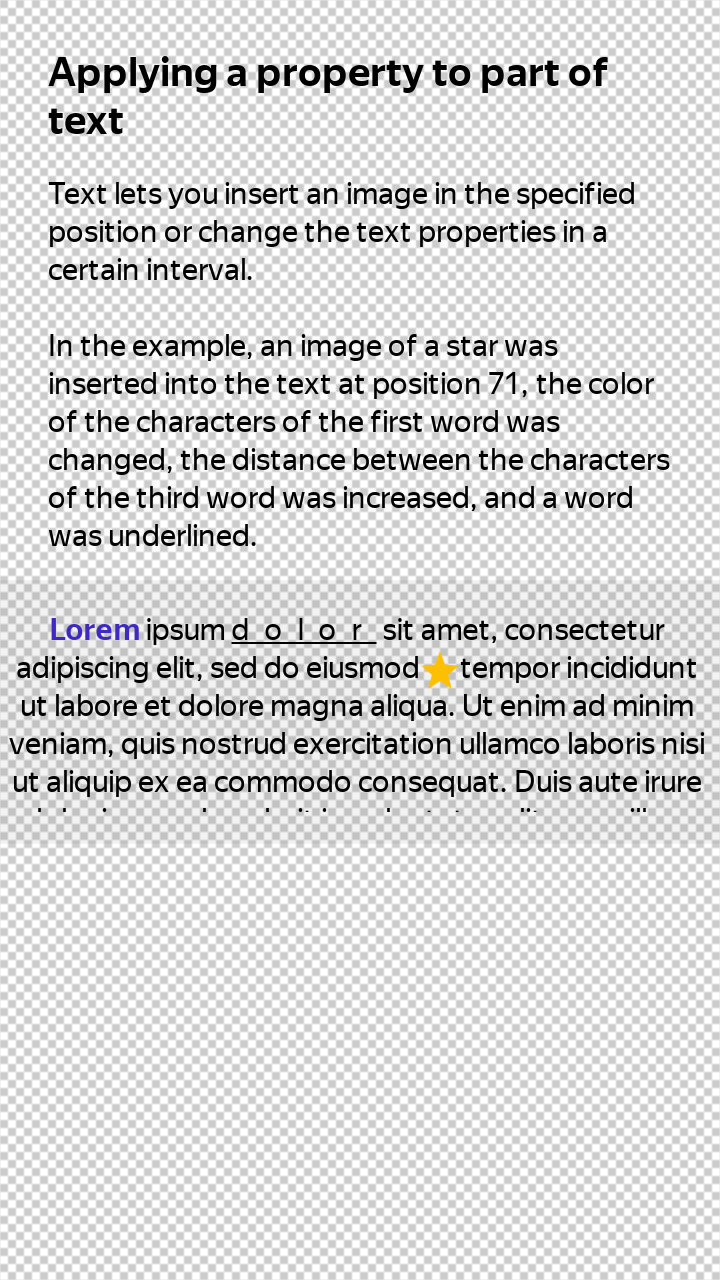 Applying a property to part of
text
Text lets you insert an image in the specified
position or change the text properties in a
certain interval.
In the example, an image of a star was
inserted into the text at position 71, the color
of the characters of the first word was
changed, the distance between the characters
of the third word was increased, and a word
was underlined.
Lorem ipsum d o l o r sit amet, consectetur
adipiscing elit, sed do eiusmod tempor incididunt
ut labore et dolore magna aliqua. Ut enim ad minim
veniam, quis nostrud exercitation ullamco laboris nisi
ut aliquip ex ea commodo consequat. Duis aute irure